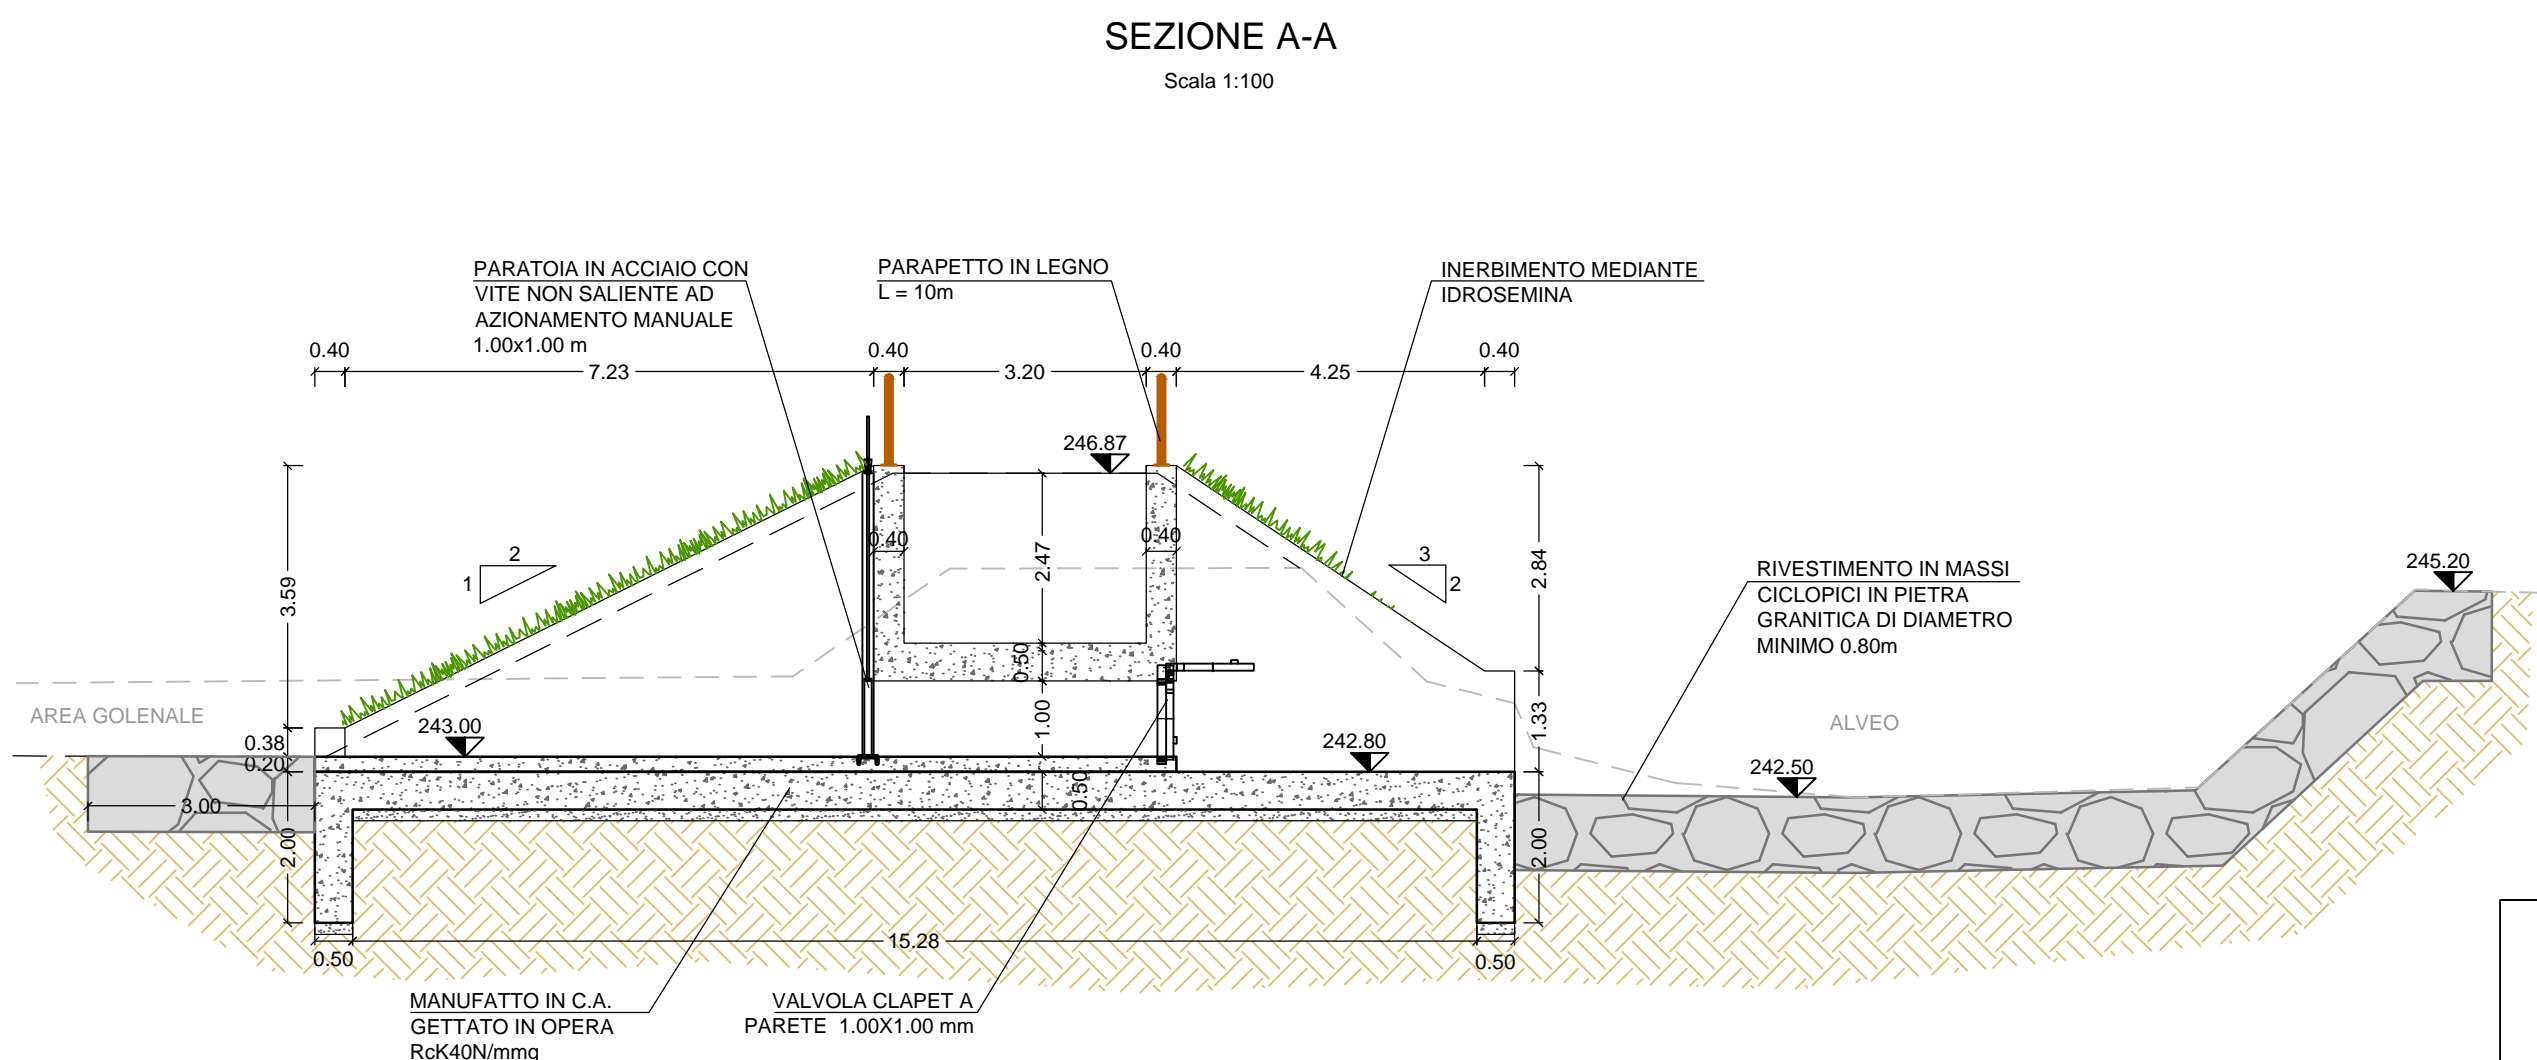 SEZIONE A-A
Scala 1:100
PARATOIA IN ACCIAIO CON
VITE NON SALIENTE AD
AZIONAMENTO MANUALE
1.00x1.00 m
PARAPETTO IN LEGNO
L = 10m
INERBIMENTO MEDIANTE
IDROSEMINA
0.40
0.40
0.40
0.40
7.23
3.20
4.25
246.87
0.40
0.40
2
1
3
2
3.59
2.47
2.84
RIVESTIMENTO IN MASSI
CICLOPICI IN PIETRA
GRANITICA DI DIAMETRO
MINIMO 0.80m
245.20
0.50
AREA GOLENALE
243.00
1.00
1.33
ALVEO
0.38
0.20
242.80
242.50
3.00
0.50
2.00
2.00
15.28
0.50
0.50
MANUFATTO IN C.A.
GETTATO IN OPERA
RcK40N/mmq
VALVOLA CLAPET A
PARETE 1.00X1.00 mm